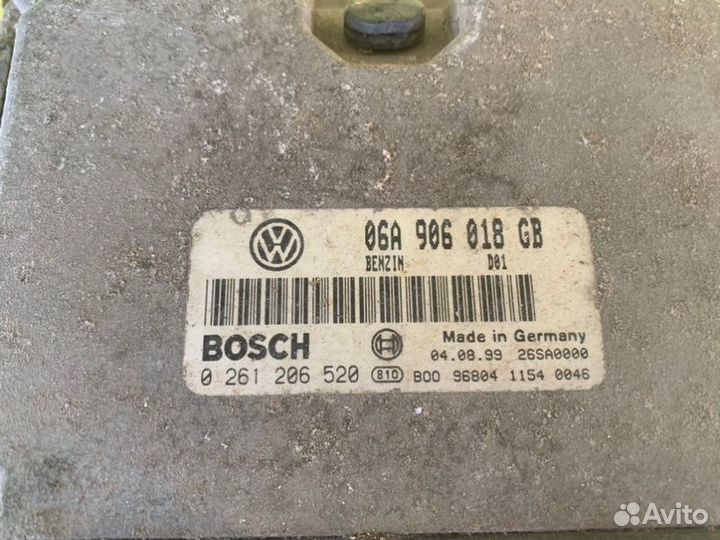 06A 906 018 GB
BENZIN D01
BOSCH
Made in Germany
04.08.99 26SA0000
0 261 206 520 810 B00 96804 1154 0046
Avito